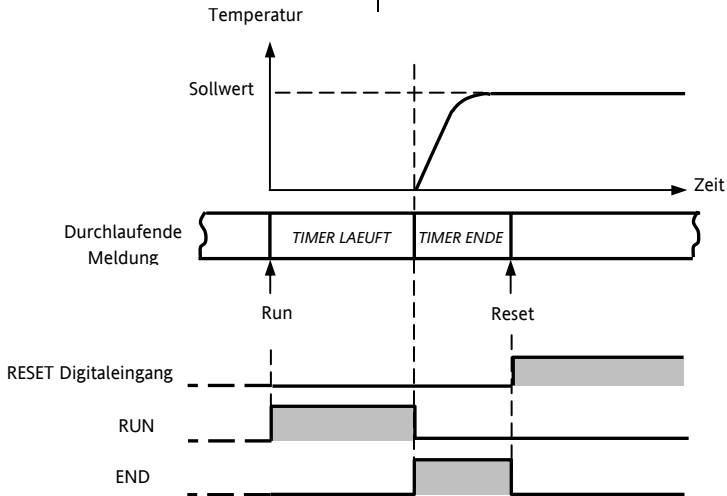 Temperatur
Sollwert
Zeit
Durchlaufende
Meldung
TIMER LAEUFT
TIMER ENDE
Run
Reset
RESET Digitaleingang
RUN
END